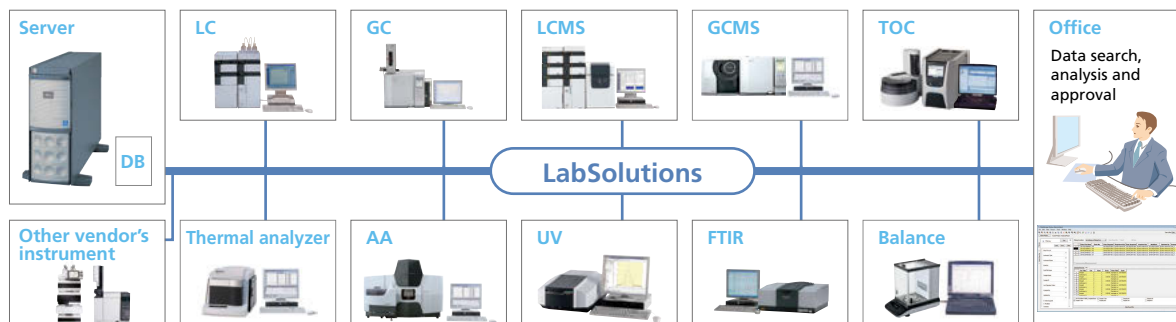 Server
LC
GC
LCMS
GCMS
TOC
Office
Data search,
analysis and
approval
DB
LabSolutions
Other vendor's
instrument
Thermal analyzer
AA
UV
FTIR
Balance